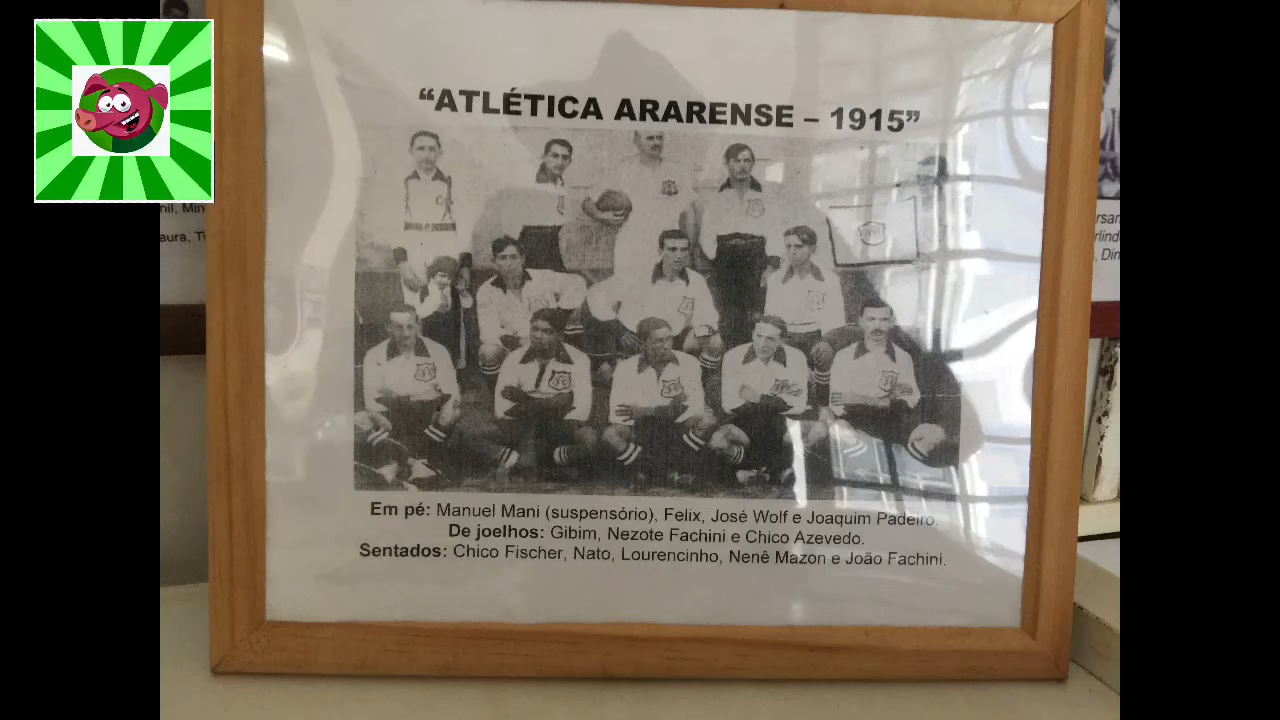 “ATLÉTICA ARARENSE – 1915”
Em pé: Manuel Mani (suspensório), Felix, José Wolf e Joaquim Padeiro.
De joelhos: Gibim, Nezote Fachini e Chico Azevedo.
Sentados: Chico Fischer, Nato, Lourencinho, Nenê Mazon e João Fachini.